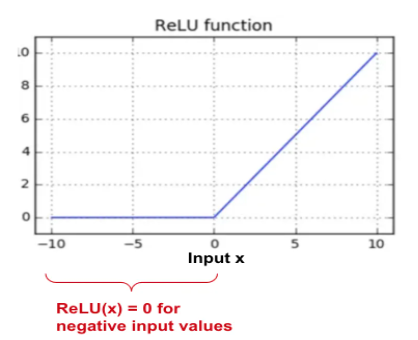 ReLU function
10
8
6
4
2
0
−10 −5 0 5 10
Input x
ReLU(x) = 0 for
negative input values